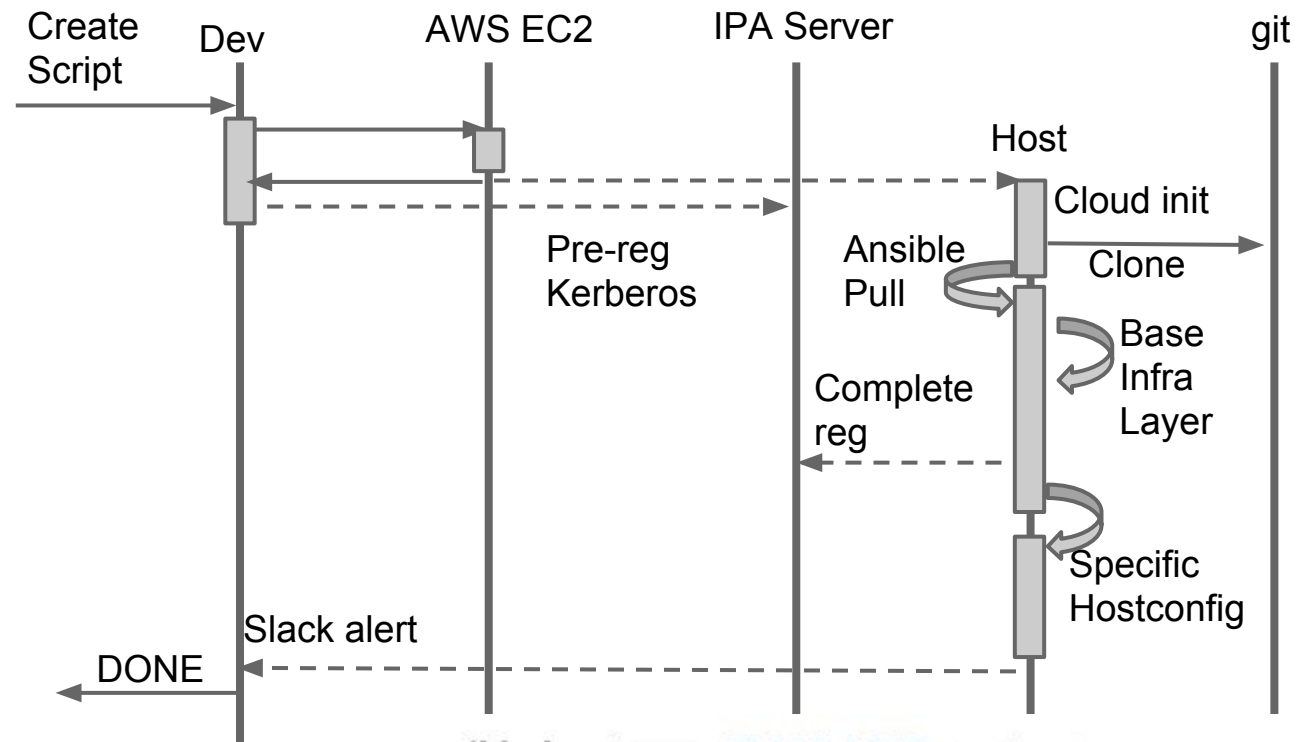 Create
Script
Dev
AWS EC2
IPA Server
git
Host
Cloud init
Clone
Pre-reg
Kerberos
Ansible
Pull
Base
Infra
Layer
Complete
reg
Specific
Hostconfig
Slack alert
DONE